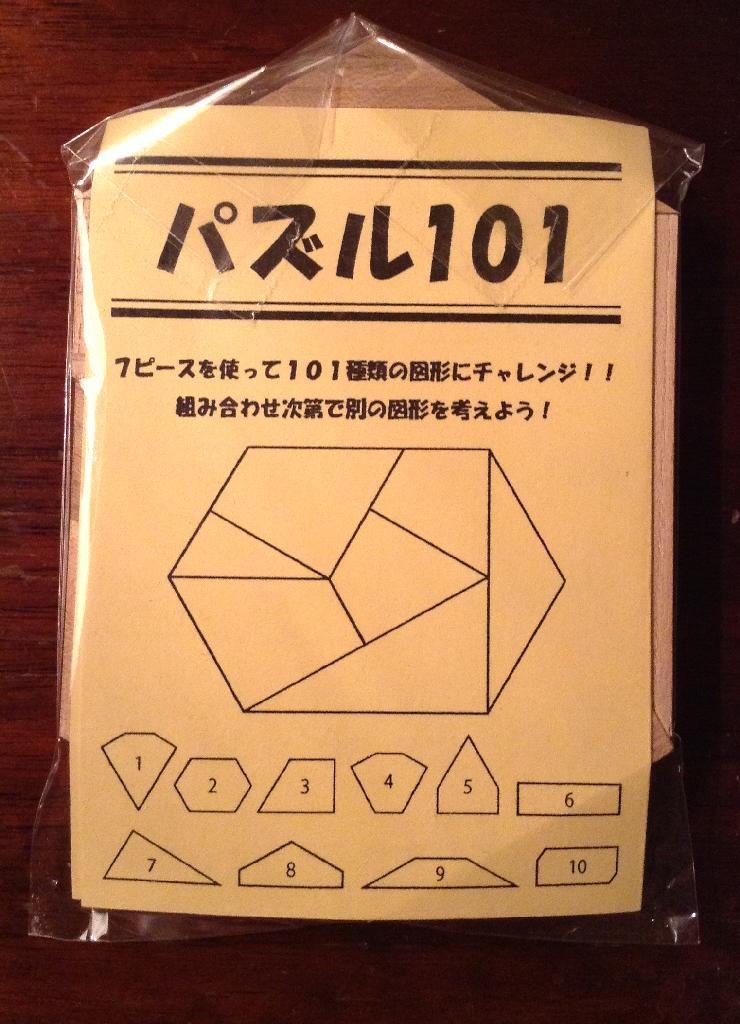 パズル101
7ピースを使って101種類の図形にチャレンジ！！
組み合わせ次第で別の図形を考えよう！
1 2 3 4 5 6
7 8 9 10